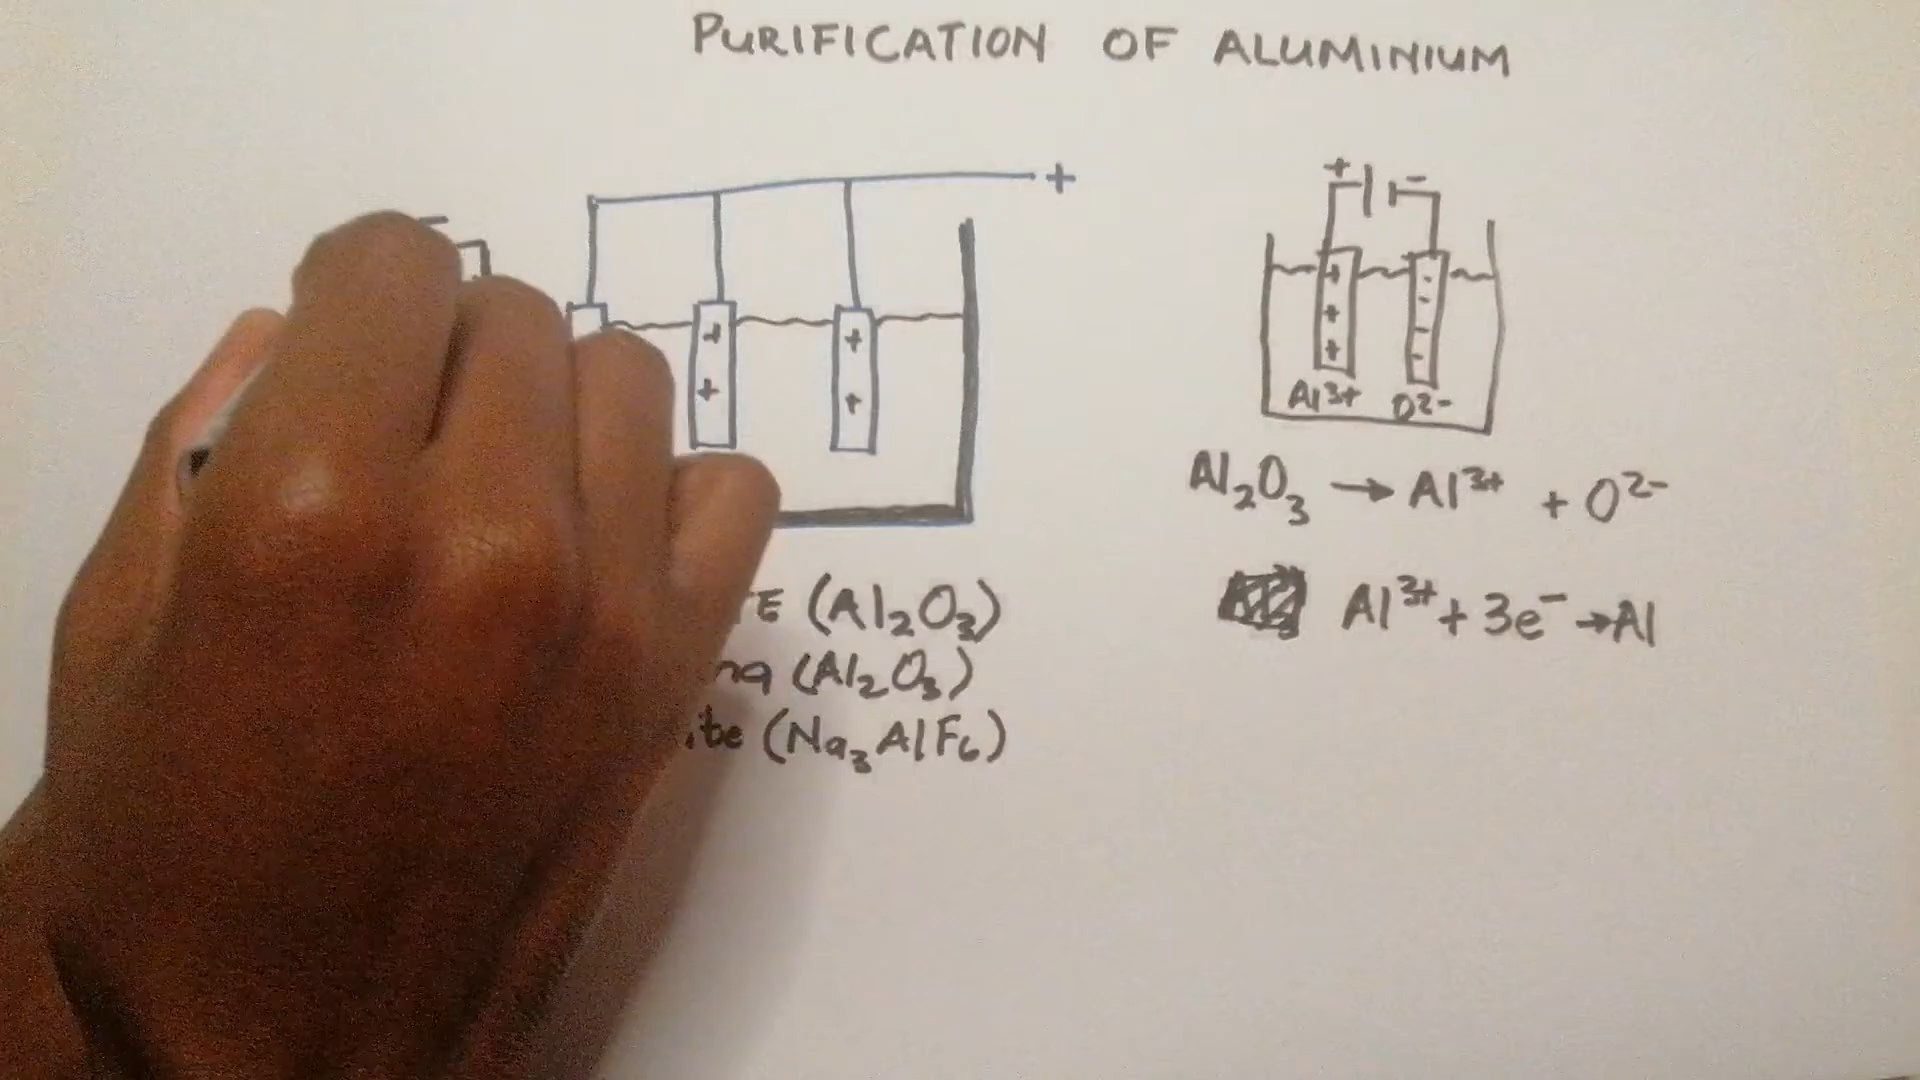 PURIFICATION OF ALUMINIUM
+
+ -
+ +
+ +
+ - + - + - -
Al³⁺ O²⁻
Al₂O₃ → Al³⁺ + O²⁻
Al³⁺ + 3e⁻ → Al
(Al₂O₃)
(Al₂O₃)
(Na₃AlF₆)